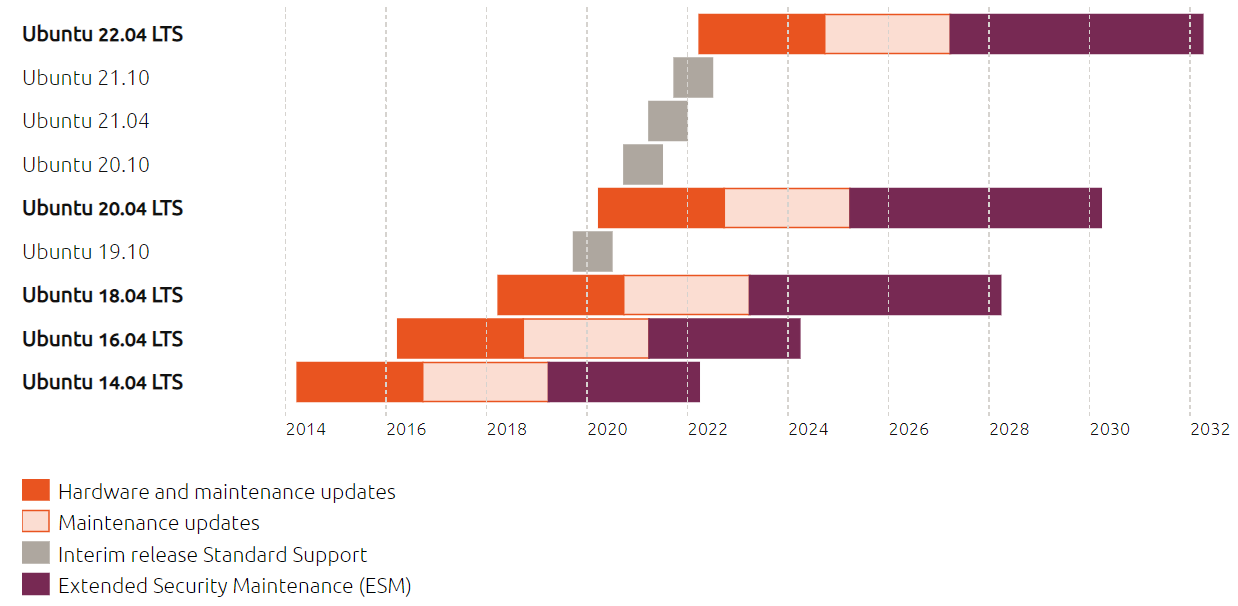 Ubuntu 22.04 LTS
Ubuntu 21.10
Ubuntu 21.04
Ubuntu 20.10
Ubuntu 20.04 LTS
Ubuntu 19.10
Ubuntu 18.04 LTS
Ubuntu 16.04 LTS
Ubuntu 14.04 LTS
2014 2016 2018 2020 2022 2024 2026 2028 2030 2032
Hardware and maintenance updates
Maintenance updates
Interim release Standard Support
Extended Security Maintenance (ESM)